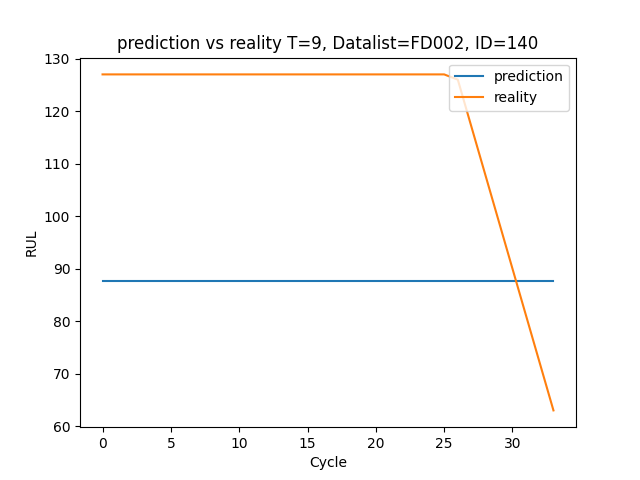 prediction vs reality T=9, Datalist=FD002, ID=140
prediction
reality
130
120
110
100
90
80
70
60
RUL
0 5 10 15 20 25 30
Cycle